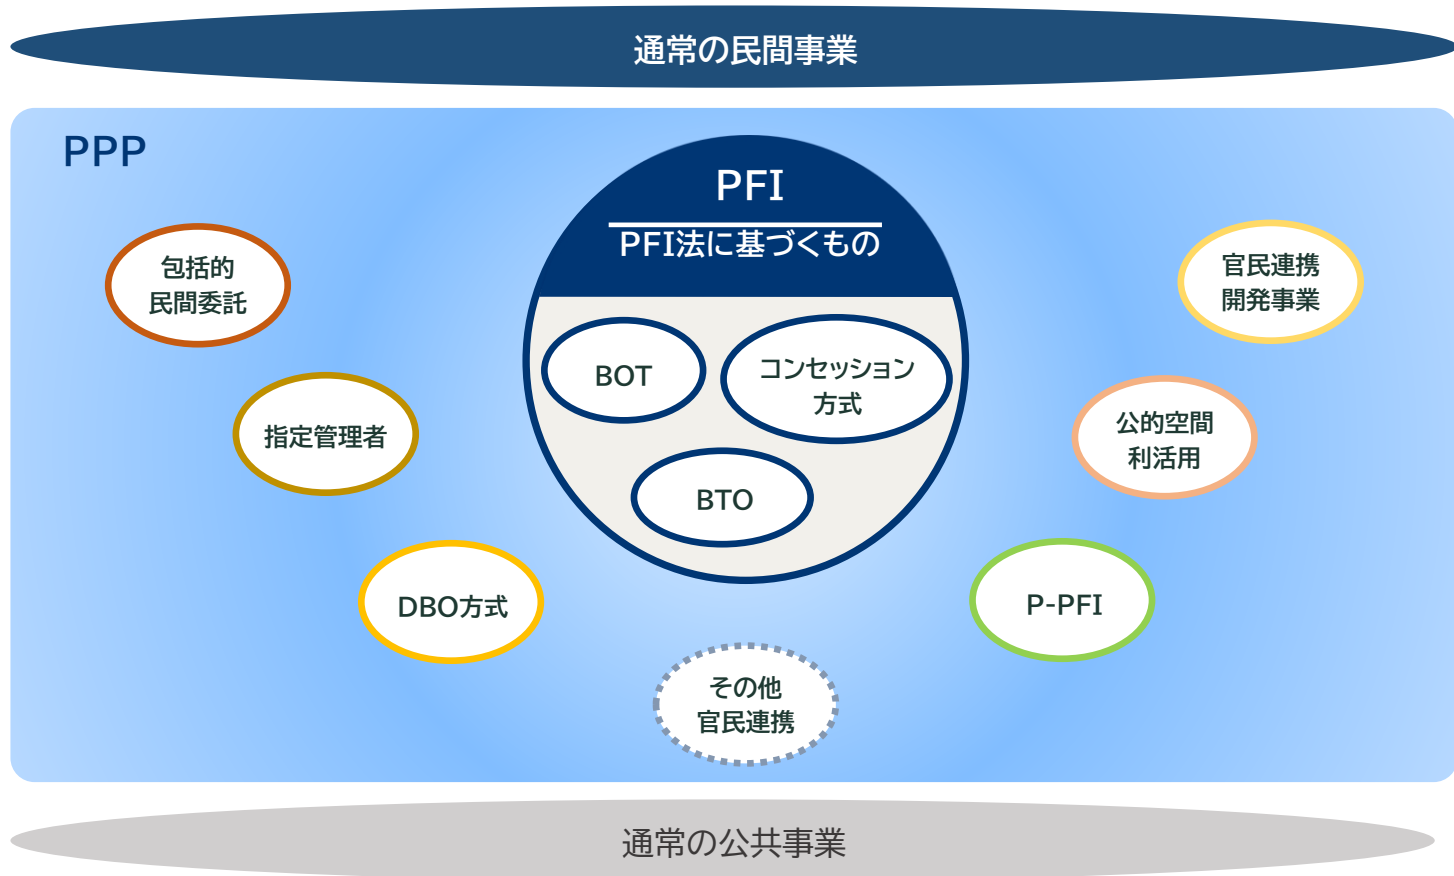 通常の民間事業
PPP
PFI
PFI法に基づくもの
BOT
コンセッション
方式
BTO
包括的
民間委託
指定管理者
DBO方式
その他
官民連携
官民連携
開発事業
公的空間
利活用
P-PFI
通常の公共事業